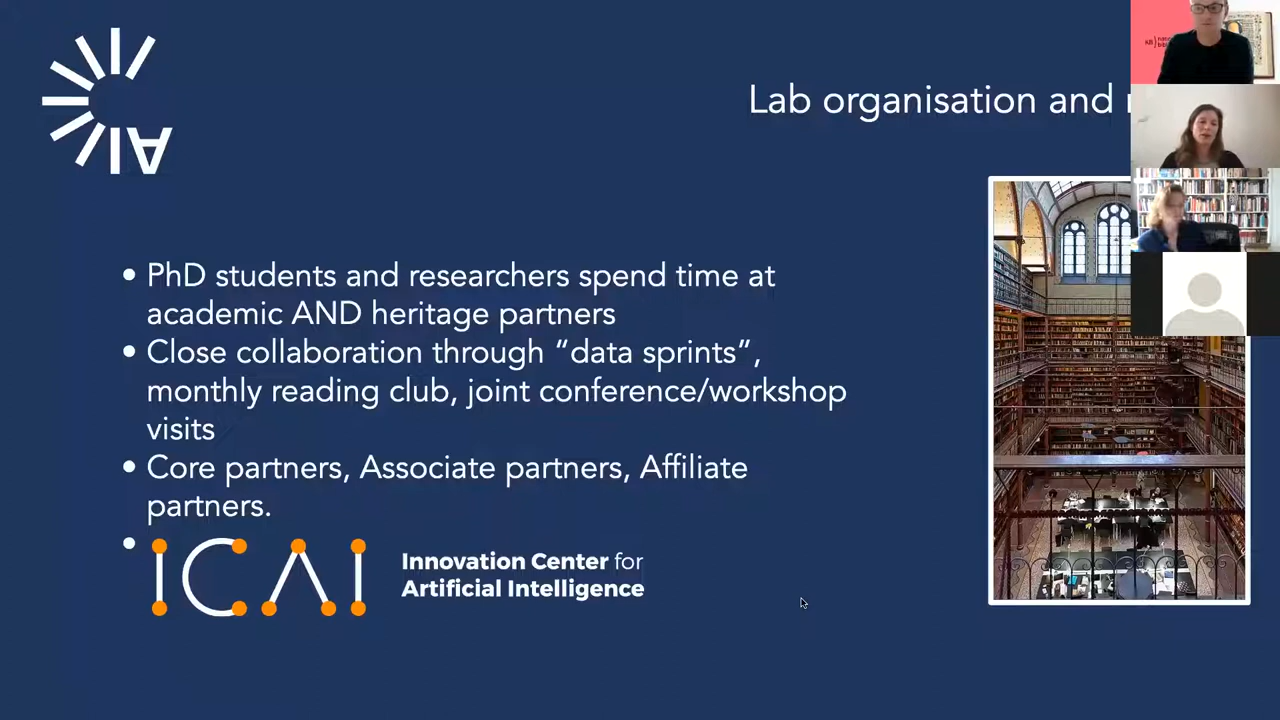 Lab organisation and
PhD students and researchers spend time at
academic AND heritage partners
Close collaboration through “data sprints”,
monthly reading club, joint conference/workshop
visits
Core partners, Associate partners, Affiliate
partners.
ICAI
Innovation Center for
Artificial Intelligence
AI